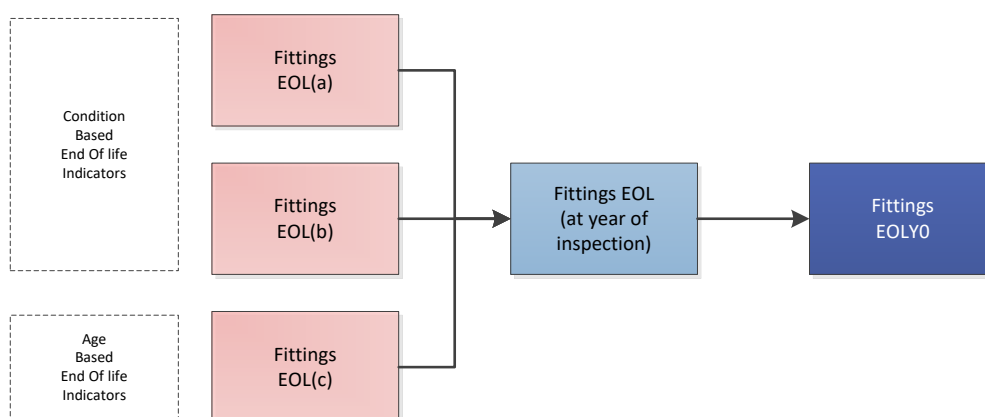 Condition
Based
End Of life
Indicators
Fittings
EOL(a)
Fittings
EOL(b)
Fittings EOL
(at year of
inspection)
Fittings
EOLY0
Age
Based
End Of life
Indicators
Fittings
EOL(c)